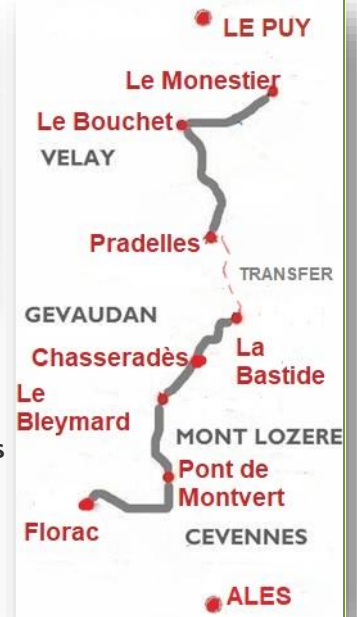 LE PUY
Le Monestier
Le Bouchet
VELAY
Pradelles
TRANSFER
GEVAUDAN
Chasseradès
La
Bastide
Le
Bleymard
MONT LOZERE
s
Pont de
Montvert
Florac
CEVENNES
ALES